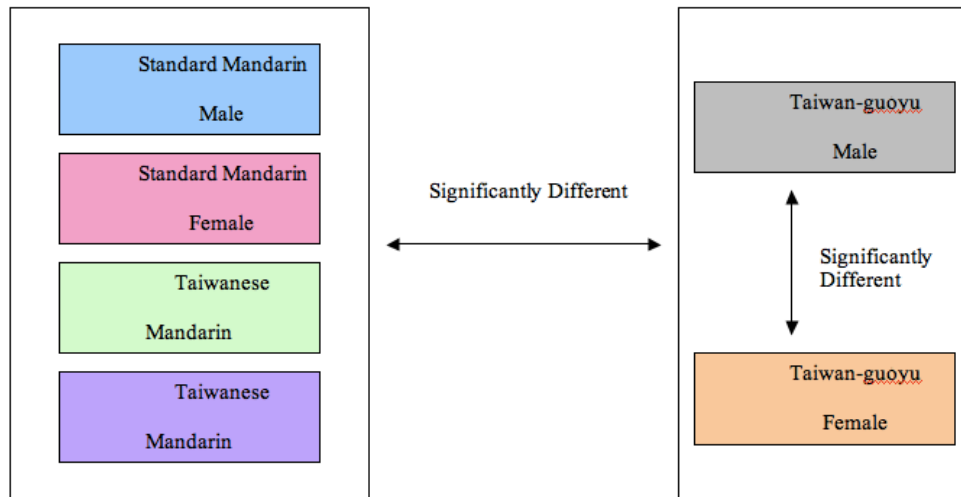 Standard Mandarin
Male
Standard Mandarin
Female
Taiwanese
Mandarin
Taiwanese
Mandarin
Significantly Different
Taiwan-guoyu
Male
Significantly
Different
Taiwan-guoyu
Female